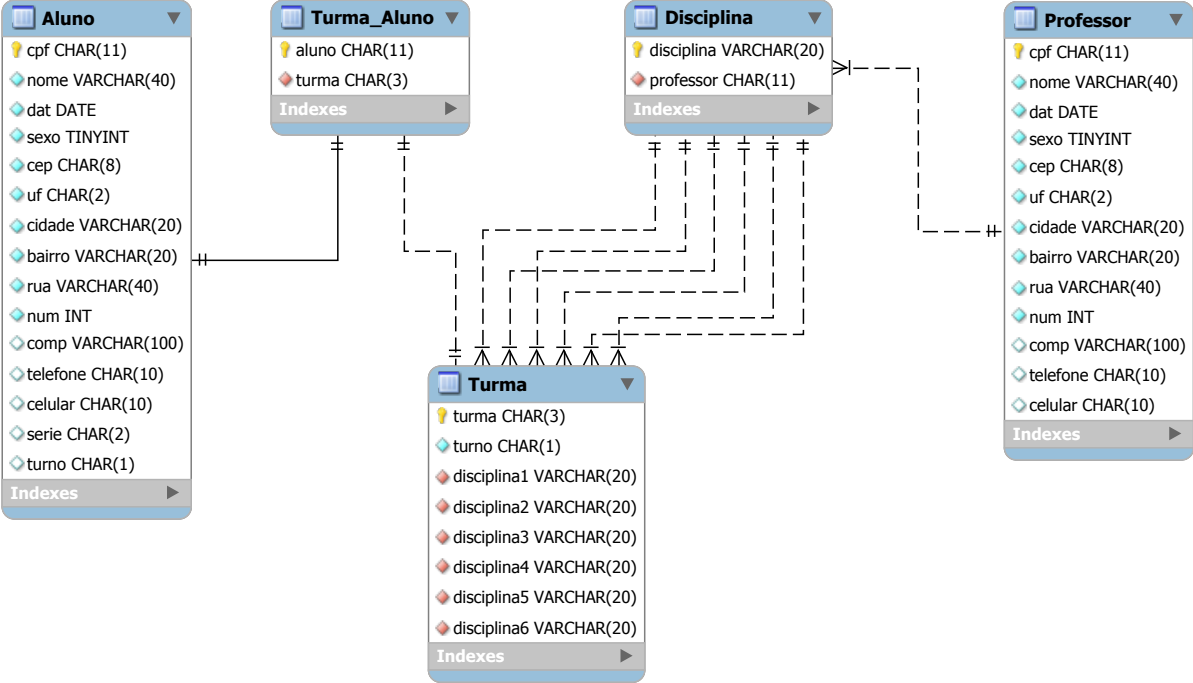 Aluno
cpf CHAR(11)
nome VARCHAR(40)
dat DATE
sexo TINYINT
cep CHAR(8)
uf CHAR(2)
cidade VARCHAR(20)
bairro VARCHAR(20)
rua VARCHAR(40)
num INT
comp VARCHAR(100)
telefone CHAR(10)
celular CHAR(10)
serie CHAR(2)
turno CHAR(1)
Indexes
Turma_Aluno
aluno CHAR(11)
turma CHAR(3)
Indexes
Disciplina
disciplina VARCHAR(20)
professor CHAR(11)
Indexes
Professor
cpf CHAR(11)
nome VARCHAR(40)
dat DATE
sexo TINYINT
cep CHAR(8)
uf CHAR(2)
cidade VARCHAR(20)
bairro VARCHAR(20)
rua VARCHAR(40)
num INT
comp VARCHAR(100)
telefone CHAR(10)
celular CHAR(10)
Indexes
Turma
turma CHAR(3)
turno CHAR(1)
disciplina1 VARCHAR(20)
disciplina2 VARCHAR(20)
disciplina3 VARCHAR(20)
disciplina4 VARCHAR(20)
disciplina5 VARCHAR(20)
disciplina6 VARCHAR(20)
Indexes